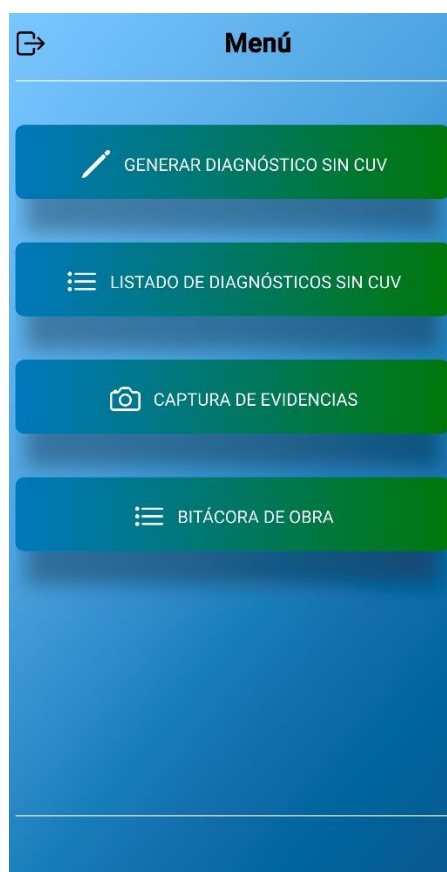 Menú
GENERAR DIAGNÓSTICO SIN CUV
LISTADO DE DIAGNÓSTICOS SIN CUV
CAPTURA DE EVIDENCIAS
BITÁCORA DE OBRA